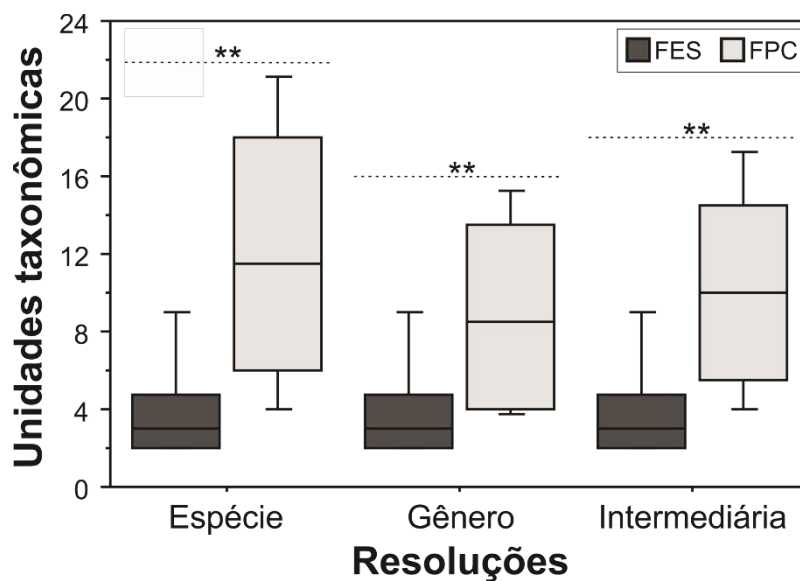 FES FPC
24
20
16
12
8
4
0
Unidades taxonômicas
**
**
**
Espécie Gênero Intermediária
Resoluções